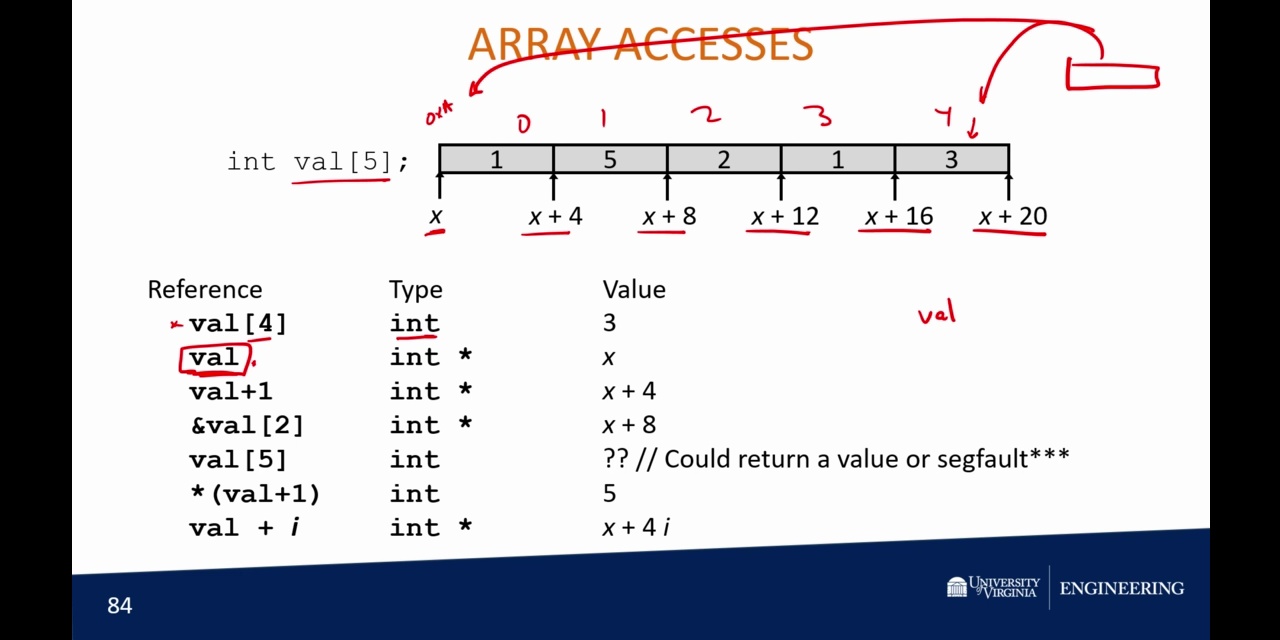 ARRAY ACCESSES
0xA 0 1 2 3 4
int val[5]; 1 5 2 1 3
x x + 4 x + 8 x + 12 x + 16 x + 20
Reference Type Value
val[4] int 3
val
val int * x
val+1 int * x + 4
&val[2] int * x + 8
val[5] int ?? // Could return a value or segfault***
*(val+1) int 5
val + i int * x + 4 i
84
UNIVERSITY of VIRGINIA ENGINEERING